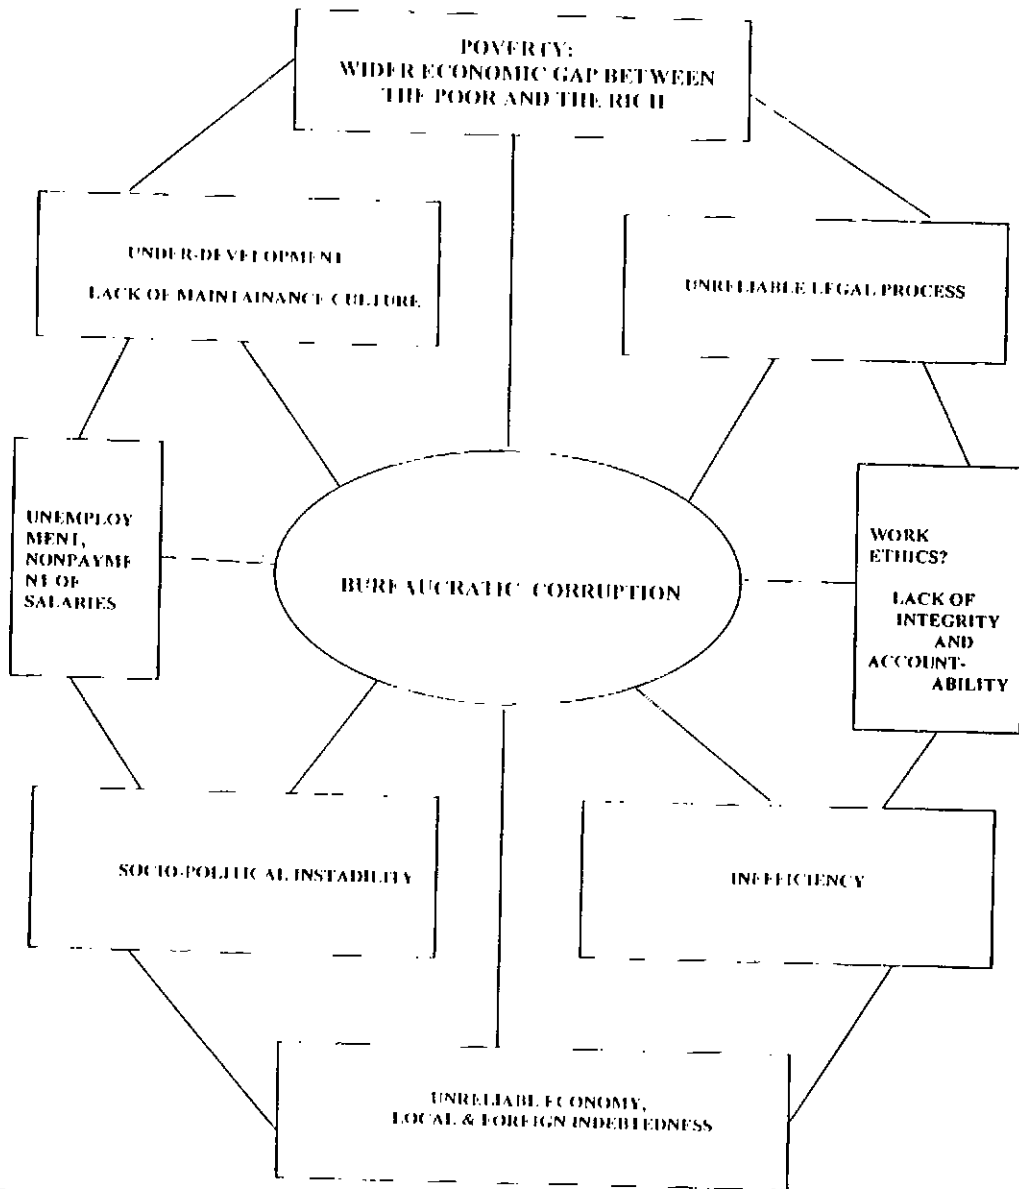 POVERTY:
WIDER ECONOMIC GAP BETWEEN
THE POOR AND THE RICH
UNDER-DEVELOPMENT
LACK OF MAINTAINANCE CULTURE
UNRELIABLE LEGAL PROCESS
UNEMPLOY
MENT,
NONPAYME
NT OF
SALARIES
BUREAUCRATIC CORRUPTION
WORK
ETHICS?
LACK OF
INTEGRITY
AND
ACCOUNT-
ABILITY
SOCIO-POLITICAL INSTABILITY
INEFFICIENCY
UNRELIABL ECONOMY,
LOCAL & FOREIGN INDEBTEDNESS